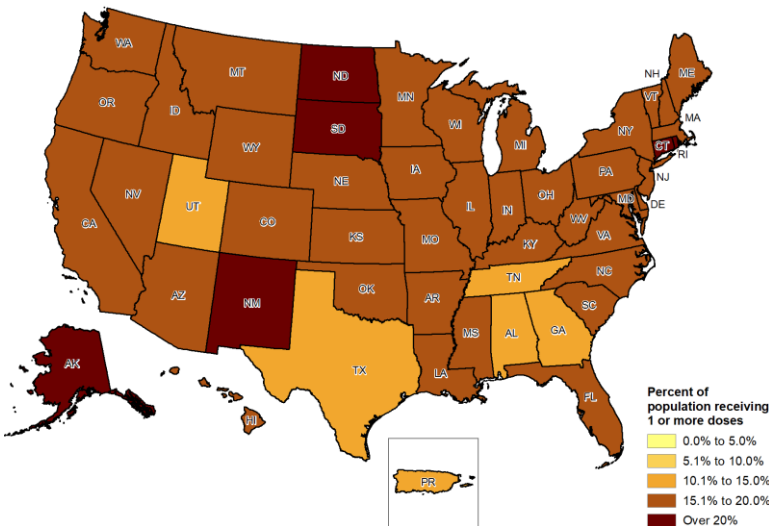 WA
MT
ND
MN
OR
ID
SD
WI
MI
WY
NH
VT
ME
NY
MA
CT
RI
NV
UT
NE
IA
PA
NJ
CA
CO
IL
IN
OH
MD
DE
WV
VA
KS
MO
KY
AZ
NM
OK
AR
TN
NC
SC
MS
AL
GA
TX
LA
FL
AK
HI
PR
Percent of
population receiving
1 or more doses
0.0% to 5.0%
5.1% to 10.0%
10.1% to 15.0%
15.1% to 20.0%
Over 20%